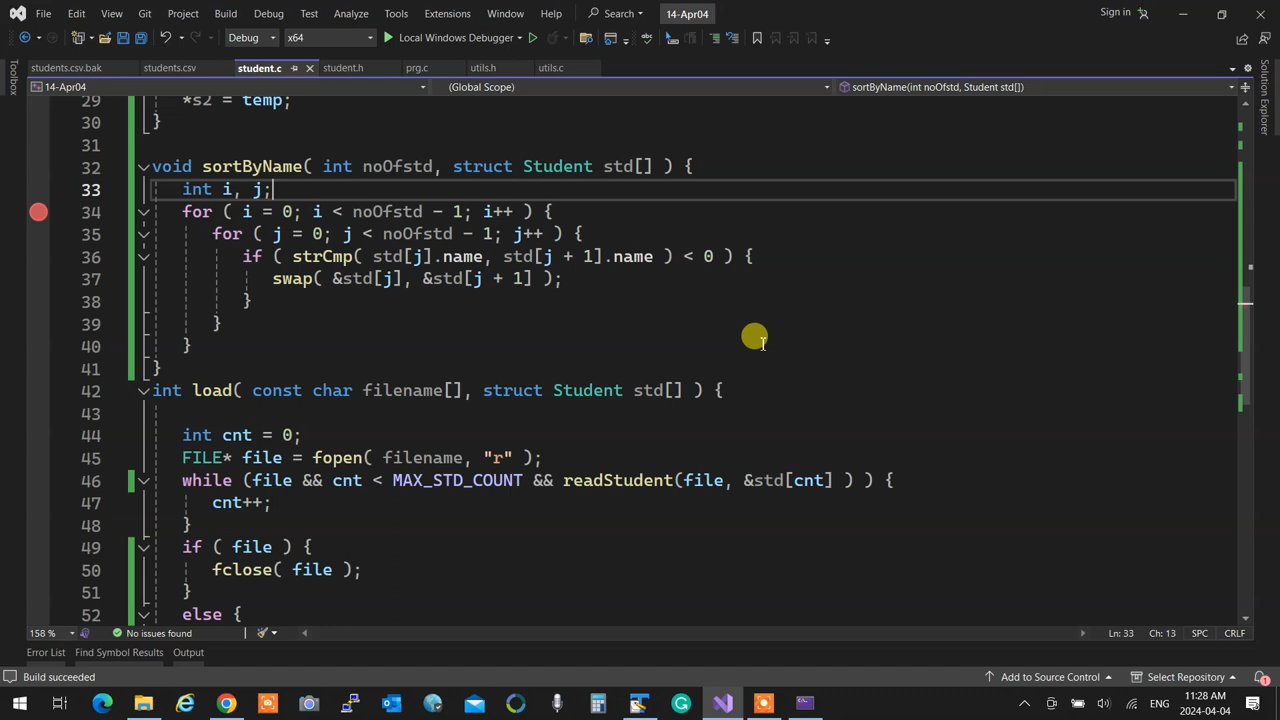 File Edit View Git Project Build Debug Test Analyze Tools Extensions Window Help Search 14-Apr04 Sign in
Debug x64 Local Windows Debugger
students.csv.bak students.csv student.c student.h prg.c utils.h utils.c
14-Apr04 (Global Scope) sortByName(int noOfstd, Student std[])
Toolbox
Solution Explorer
29 *s2 = temp;
30 }
31
32 void sortByName( int noOfstd, struct Student std[] ) {
33 int i, j;
34 for ( i = 0; i < noOfstd - 1; i++ ) {
35 for ( j = 0; j < noOfstd - 1; j++ ) {
36 if ( strCmp( std[j].name, std[j + 1].name ) < 0 ) {
37 swap( &std[j], &std[j + 1] );
38 }
39 }
40 }
41 }
42 int load( const char filename[], struct Student std[] ) {
43
44 int cnt = 0;
45 FILE* file = fopen( filename, "r" );
46 while (file && cnt < MAX_STD_COUNT && readStudent(file, &std[cnt] ) ) {
47 cnt++;
48 }
49 if ( file ) {
50 fclose( file );
51 }
52 else {
158 % No issues found Ln: 33 Ch: 13 SPC CRLF
Error List Find Symbol Results Output
Build succeeded Add to Source Control Select Repository 1
ENG 11:28 AM
2024-04-04